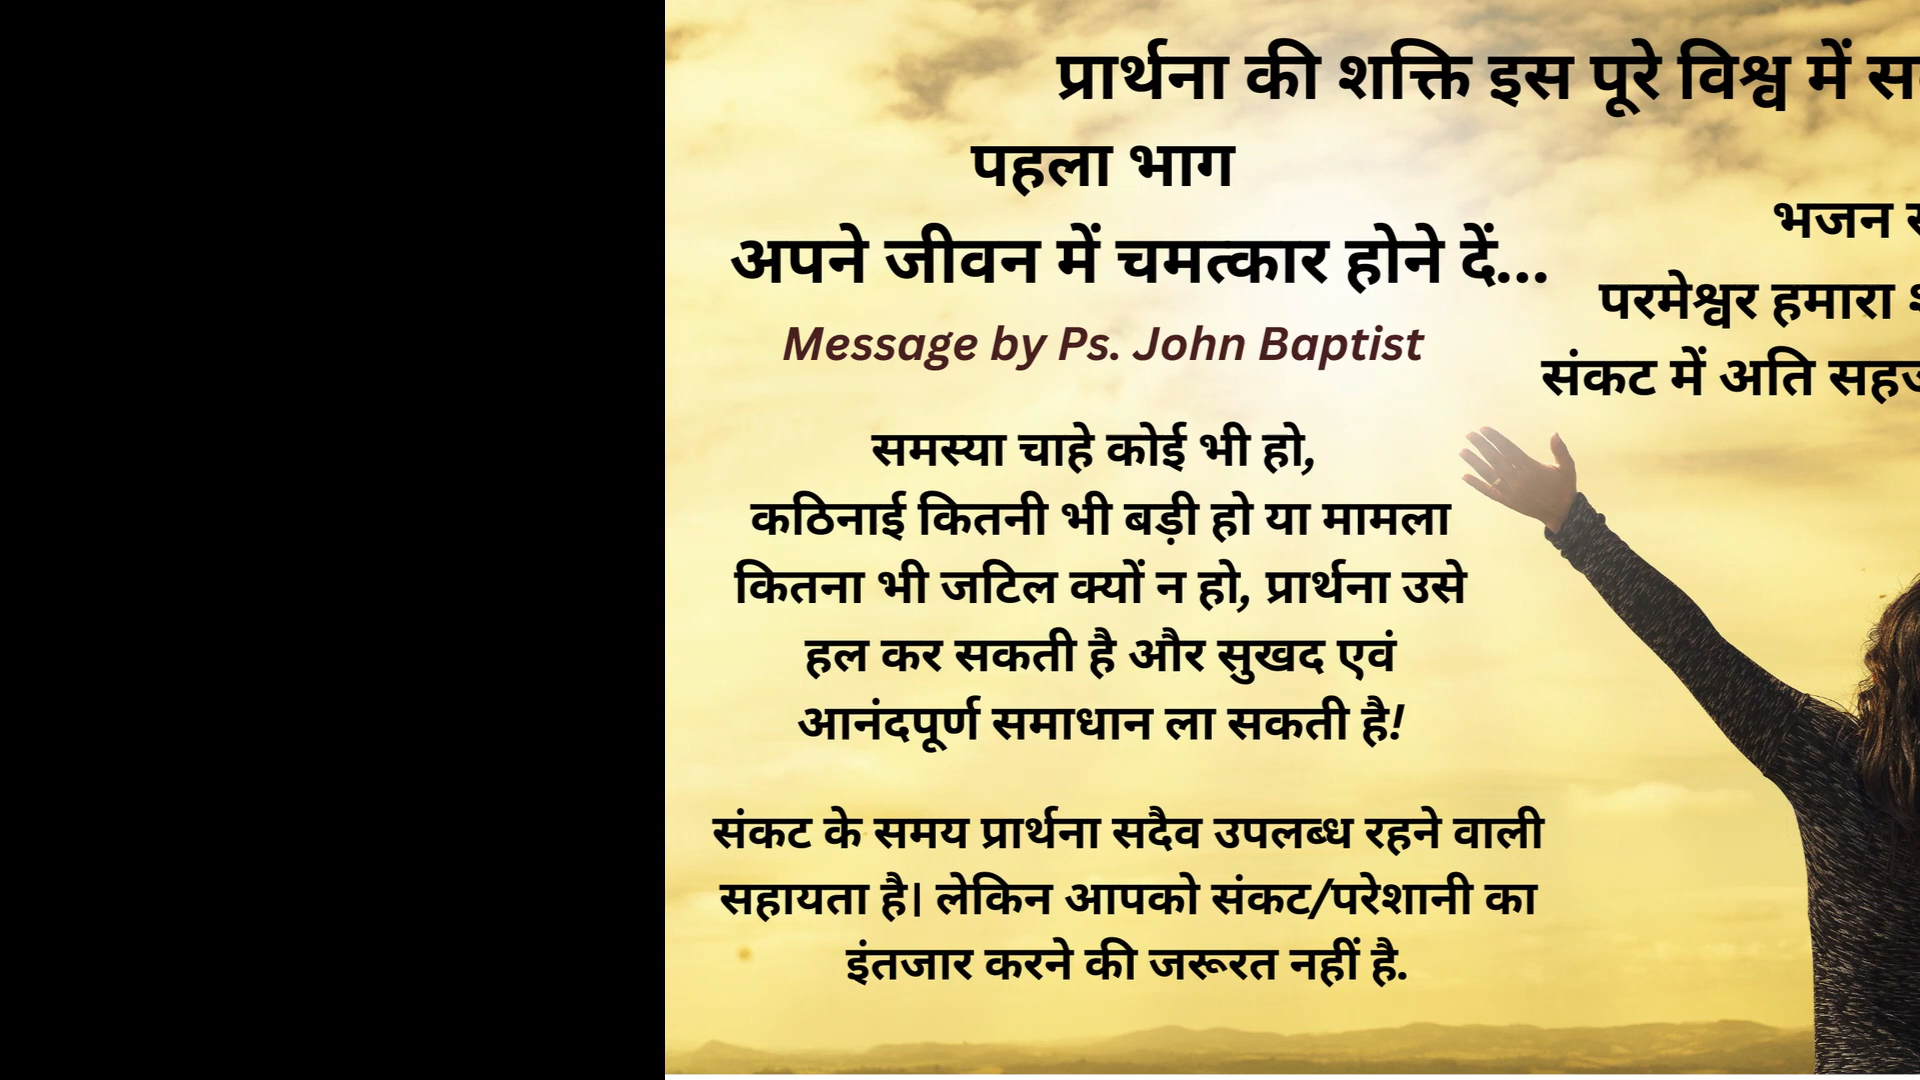 प्रार्थना की शक्ति इस पूरे विश्व में
पहला भाग
अपने जीवन में चमत्कार होने दें...
Message by Ps. John Baptist
समस्या चाहे कोई भी हो,
कठिनाई कितनी भी बड़ी हो या मामला
कितना भी जटिल क्यों न हो, प्रार्थना उसे
हल कर सकती है और सुखद एवं
आनंदपूर्ण समाधान ला सकती है!
संकट के समय प्रार्थना सदैव उपलब्ध रहने वाली
सहायता है। लेकिन आपको संकट/परेशानी का
इंतजार करने की जरूरत नहीं है.
भजन
परमेश्वर हमारा
संकट में अति